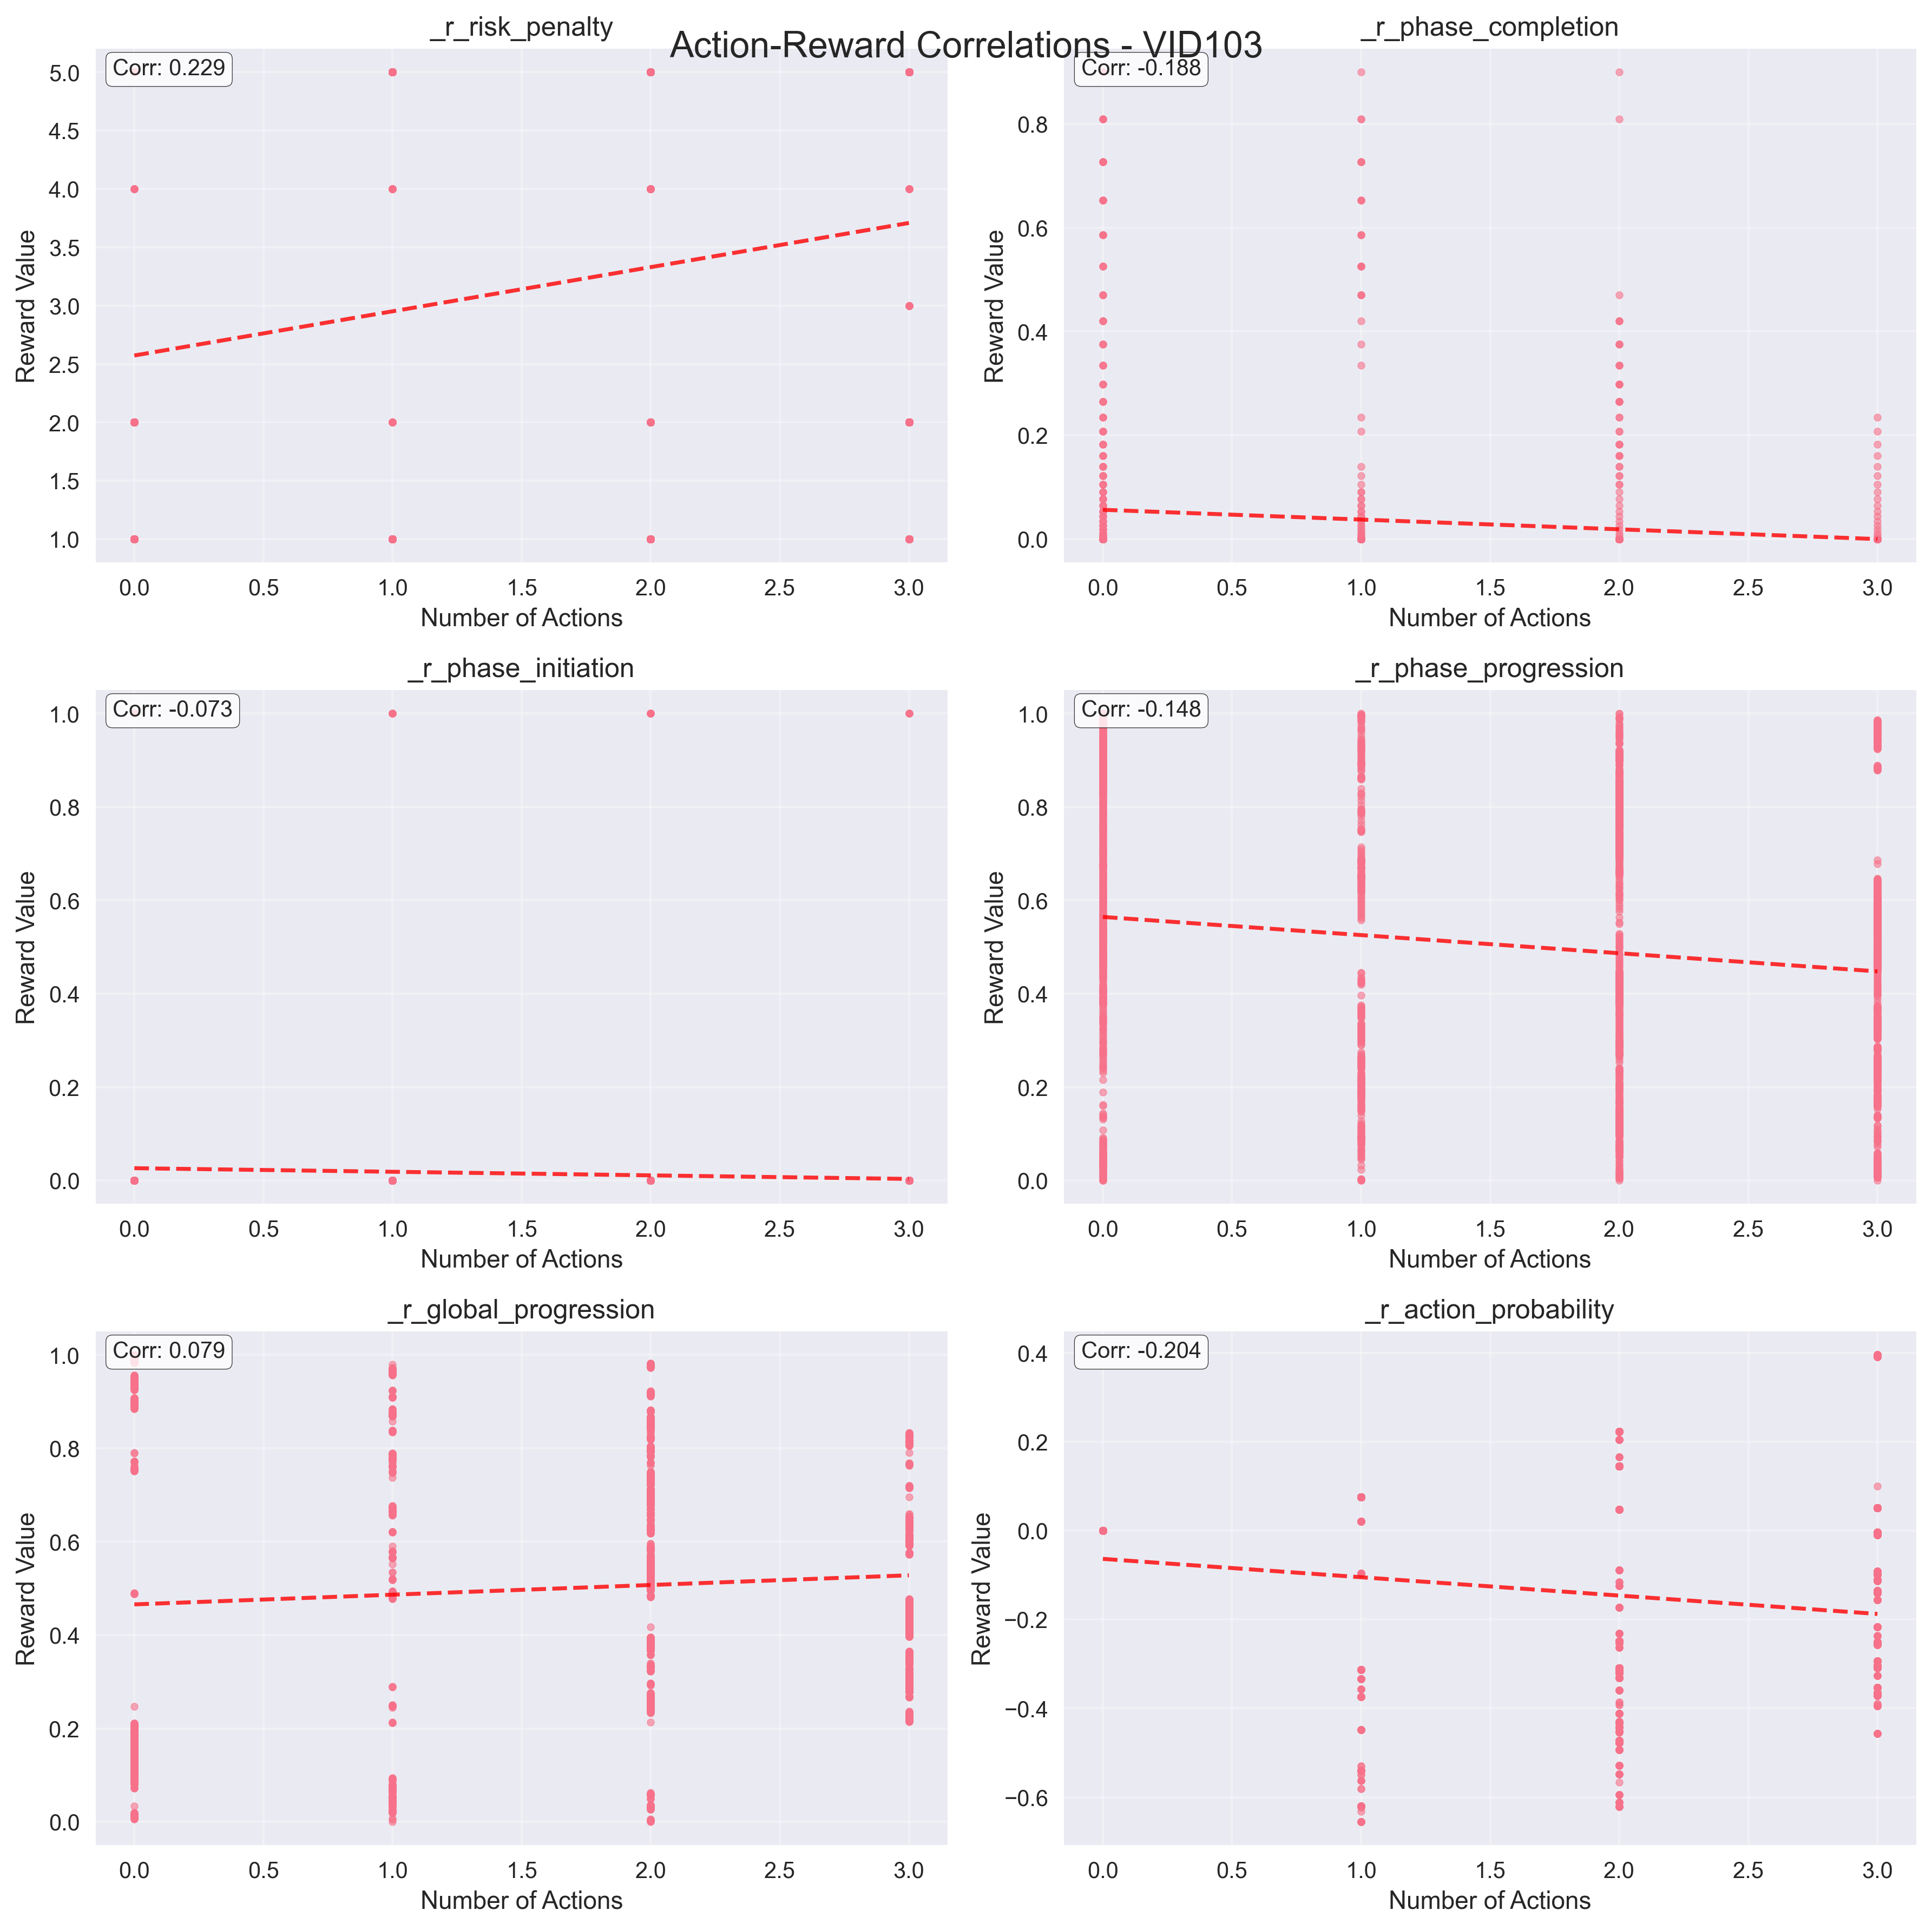 Action-Reward Correlations - VID103
_r_risk_penalty
Corr: 0.229
Reward Value
5.0
4.5
4.0
3.5
3.0
2.5
2.0
1.5
1.0
0.0 0.5 1.0 1.5 2.0 2.5 3.0
Number of Actions
_r_phase_completion
Corr: -0.188
Reward Value
0.8
0.6
0.4
0.2
0.0
0.0 0.5 1.0 1.5 2.0 2.5 3.0
Number of Actions
_r_phase_initiation
Corr: -0.073
Reward Value
1.0
0.8
0.6
0.4
0.2
0.0
0.0 0.5 1.0 1.5 2.0 2.5 3.0
Number of Actions
_r_phase_progression
Corr: -0.148
Reward Value
1.0
0.8
0.6
0.4
0.2
0.0
0.0 0.5 1.0 1.5 2.0 2.5 3.0
Number of Actions
_r_global_progression
Corr: 0.079
Reward Value
1.0
0.8
0.6
0.4
0.2
0.0
0.0 0.5 1.0 1.5 2.0 2.5 3.0
Number of Actions
_r_action_probability
Corr: -0.204
Reward Value
0.4
0.2
0.0
−0.2
−0.4
−0.6
0.0 0.5 1.0 1.5 2.0 2.5 3.0
Number of Actions